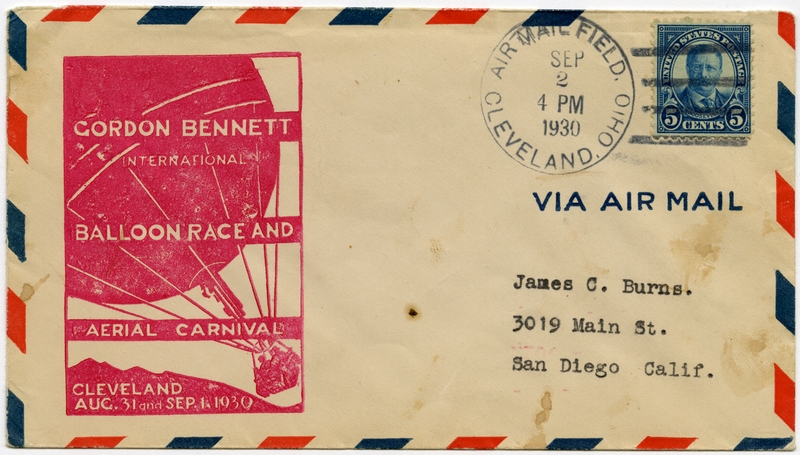 GORDON BENNETT
INTERNATIONAL
BALLOON RACE AND
AERIAL CARNIVAL
CLEVELAND
AUG. 31 and SEP. 1. 1930
AIR MAIL FIELD.
SEP
2
4 PM
1930
CLEVELAND, OHIO
UNITED STATES POSTAGE
5 CENTS 5
VIA AIR MAIL
James C. Burns.
3019 Main St.
San Diego Calif.